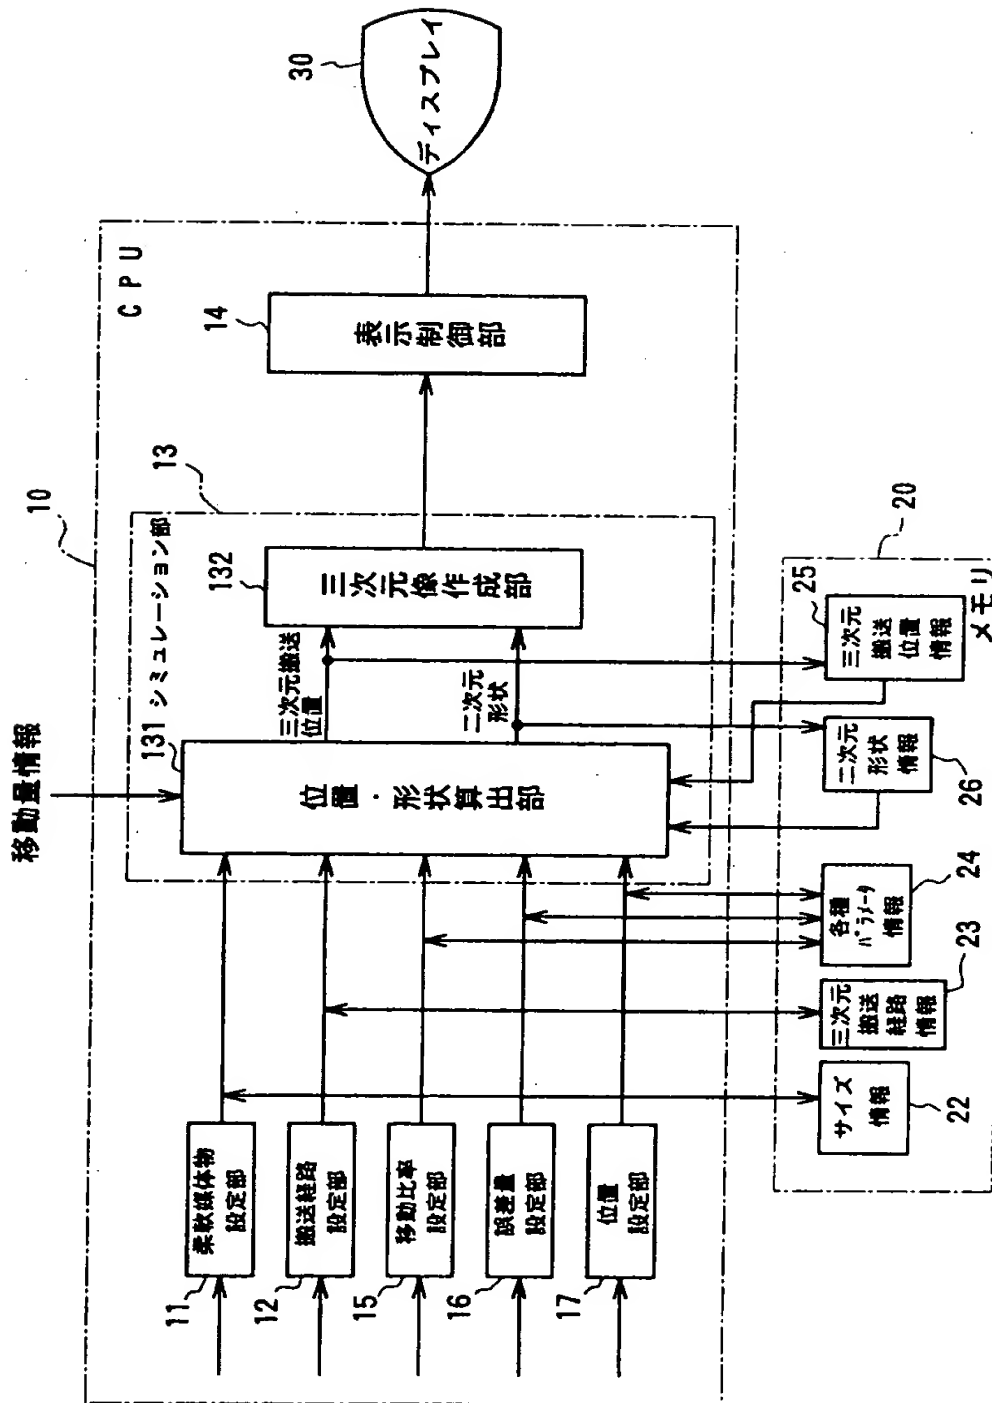 移動量情報
10
CPU
11
柔軟媒体物
設定部
12
搬送経路
設定部
15
移動比率
設定部
16
誤差量
設定部
17
位置
設定部
13
シミュレーション部
131
位置・形状算出部
三次元搬送
位置
二次元
形状
132
三次元像作成部
14
表示制御部
30
ディスプレイ
20
メモリ
22
サイズ
情報
23
三次元
搬送
経路
情報
24
各種
パラメータ
情報
25
三次元
搬送
位置
情報
26
二次元
形状
情報